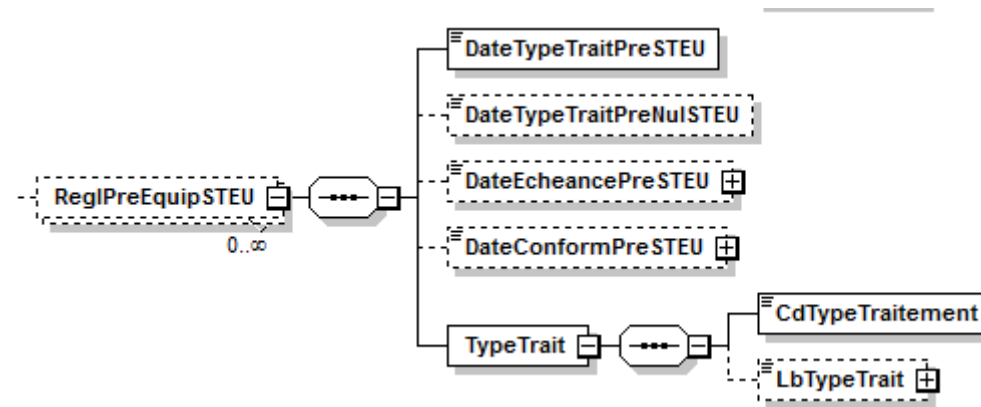 DateTypeTraitPreSTEU
DateTypeTraitPreNulSTEU
ReglPreEquipSTEU
0..∞
DateEcheancePreSTEU
DateConformPreSTEU
TypeTrait
CdTypeTraitement
LbTypeTrait